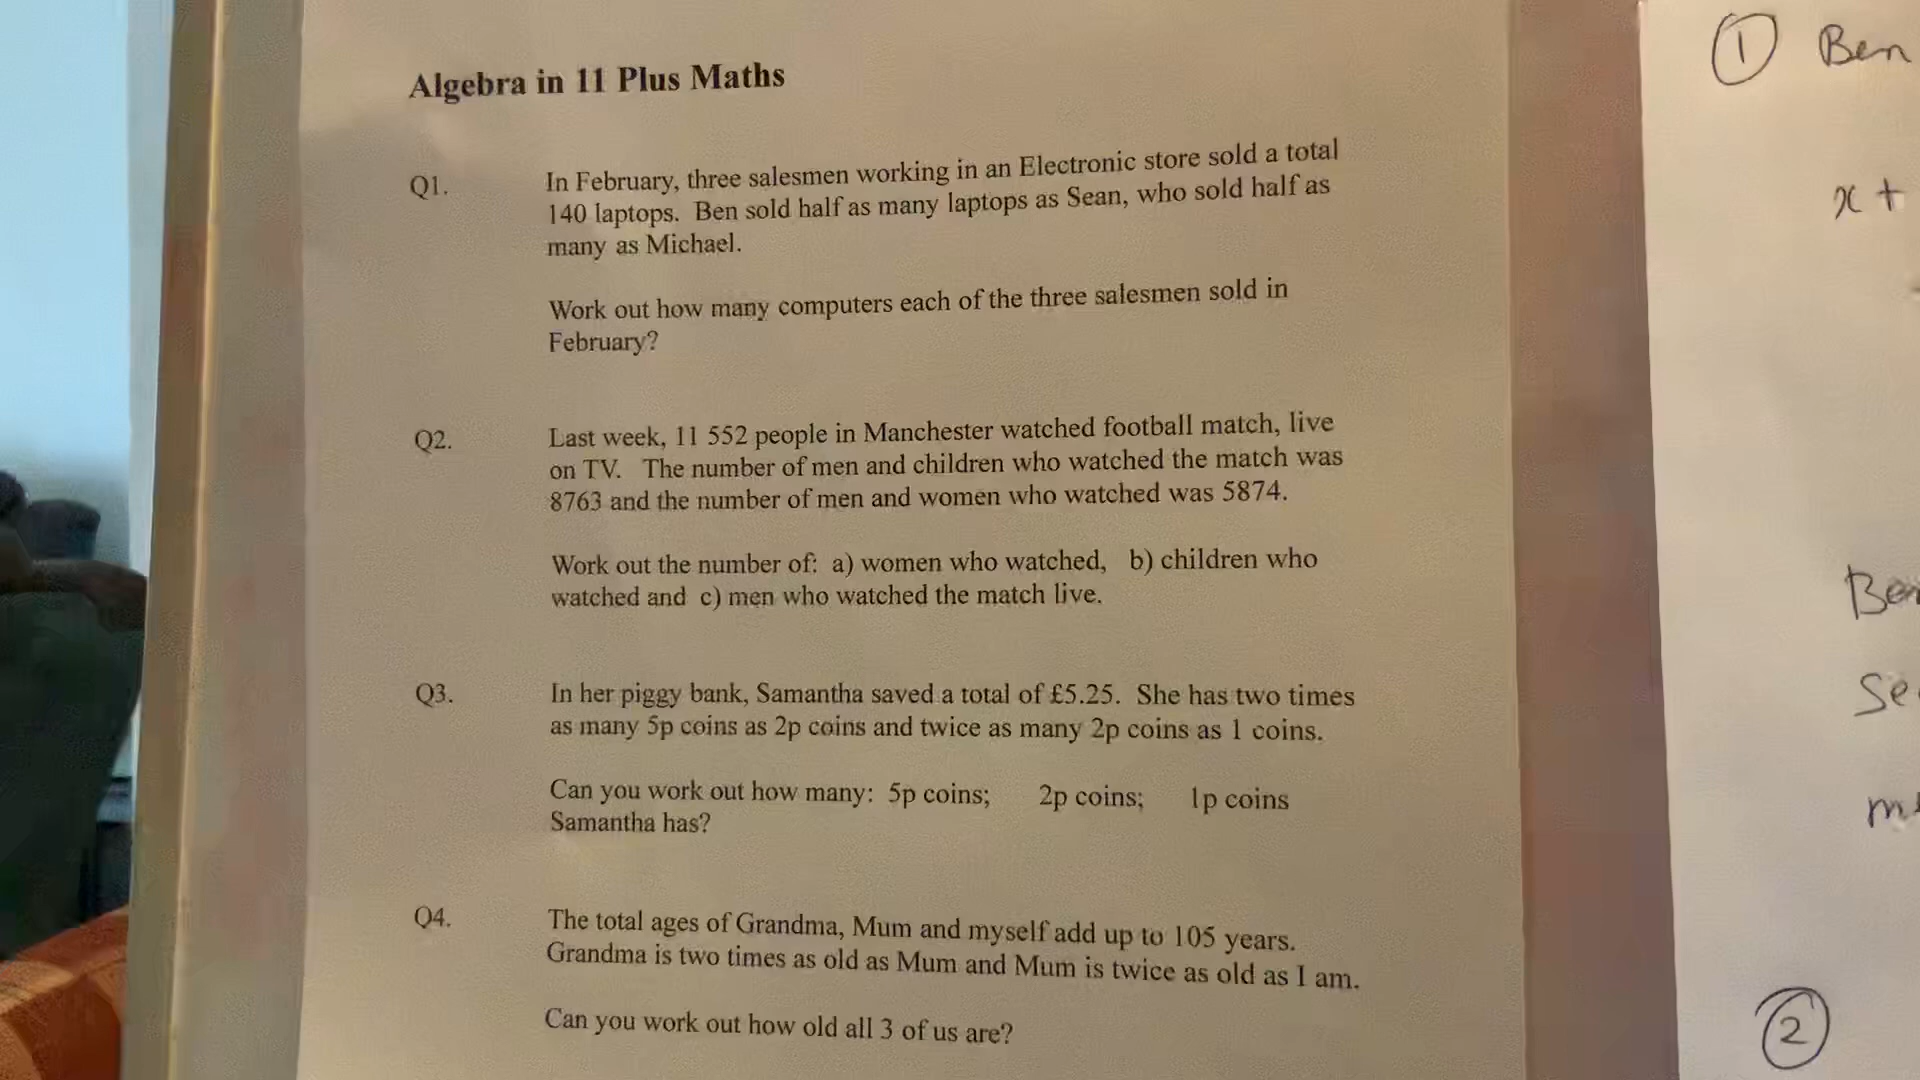 Algebra in 11 Plus Maths
Q1. In February, three salesmen working in an Electronic store sold a total
140 laptops. Ben sold half as many laptops as Sean, who sold half as
many as Michael.
Work out how many computers each of the three salesmen sold in
February?
Q2. Last week, 11 552 people in Manchester watched football match, live
on TV. The number of men and children who watched the match was
8763 and the number of men and women who watched was 5874.
Work out the number of: a) women who watched, b) children who
watched and c) men who watched the match live.
Q3. In her piggy bank, Samantha saved a total of £5.25. She has two times
as many 5p coins as 2p coins and twice as many 2p coins as 1 coins.
Can you work out how many: 5p coins; 2p coins; 1p coins
Samantha has?
Q4. The total ages of Grandma, Mum and myself add up to 105 years.
Grandma is two times as old as Mum and Mum is twice as old as I am.
Can you work out how old all 3 of us are?
1 Ben
x +
Ben
Se
2